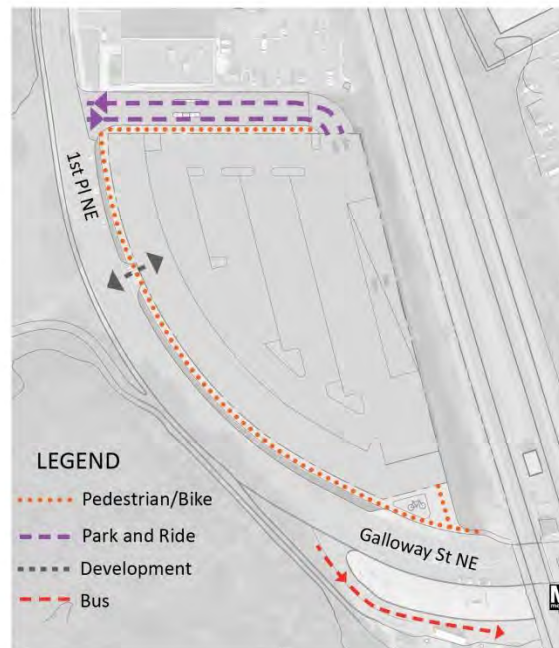 1st Pl NE
LEGEND
Pedestrian/Bike
Park and Ride
Development
Bus
Galloway St NE
M